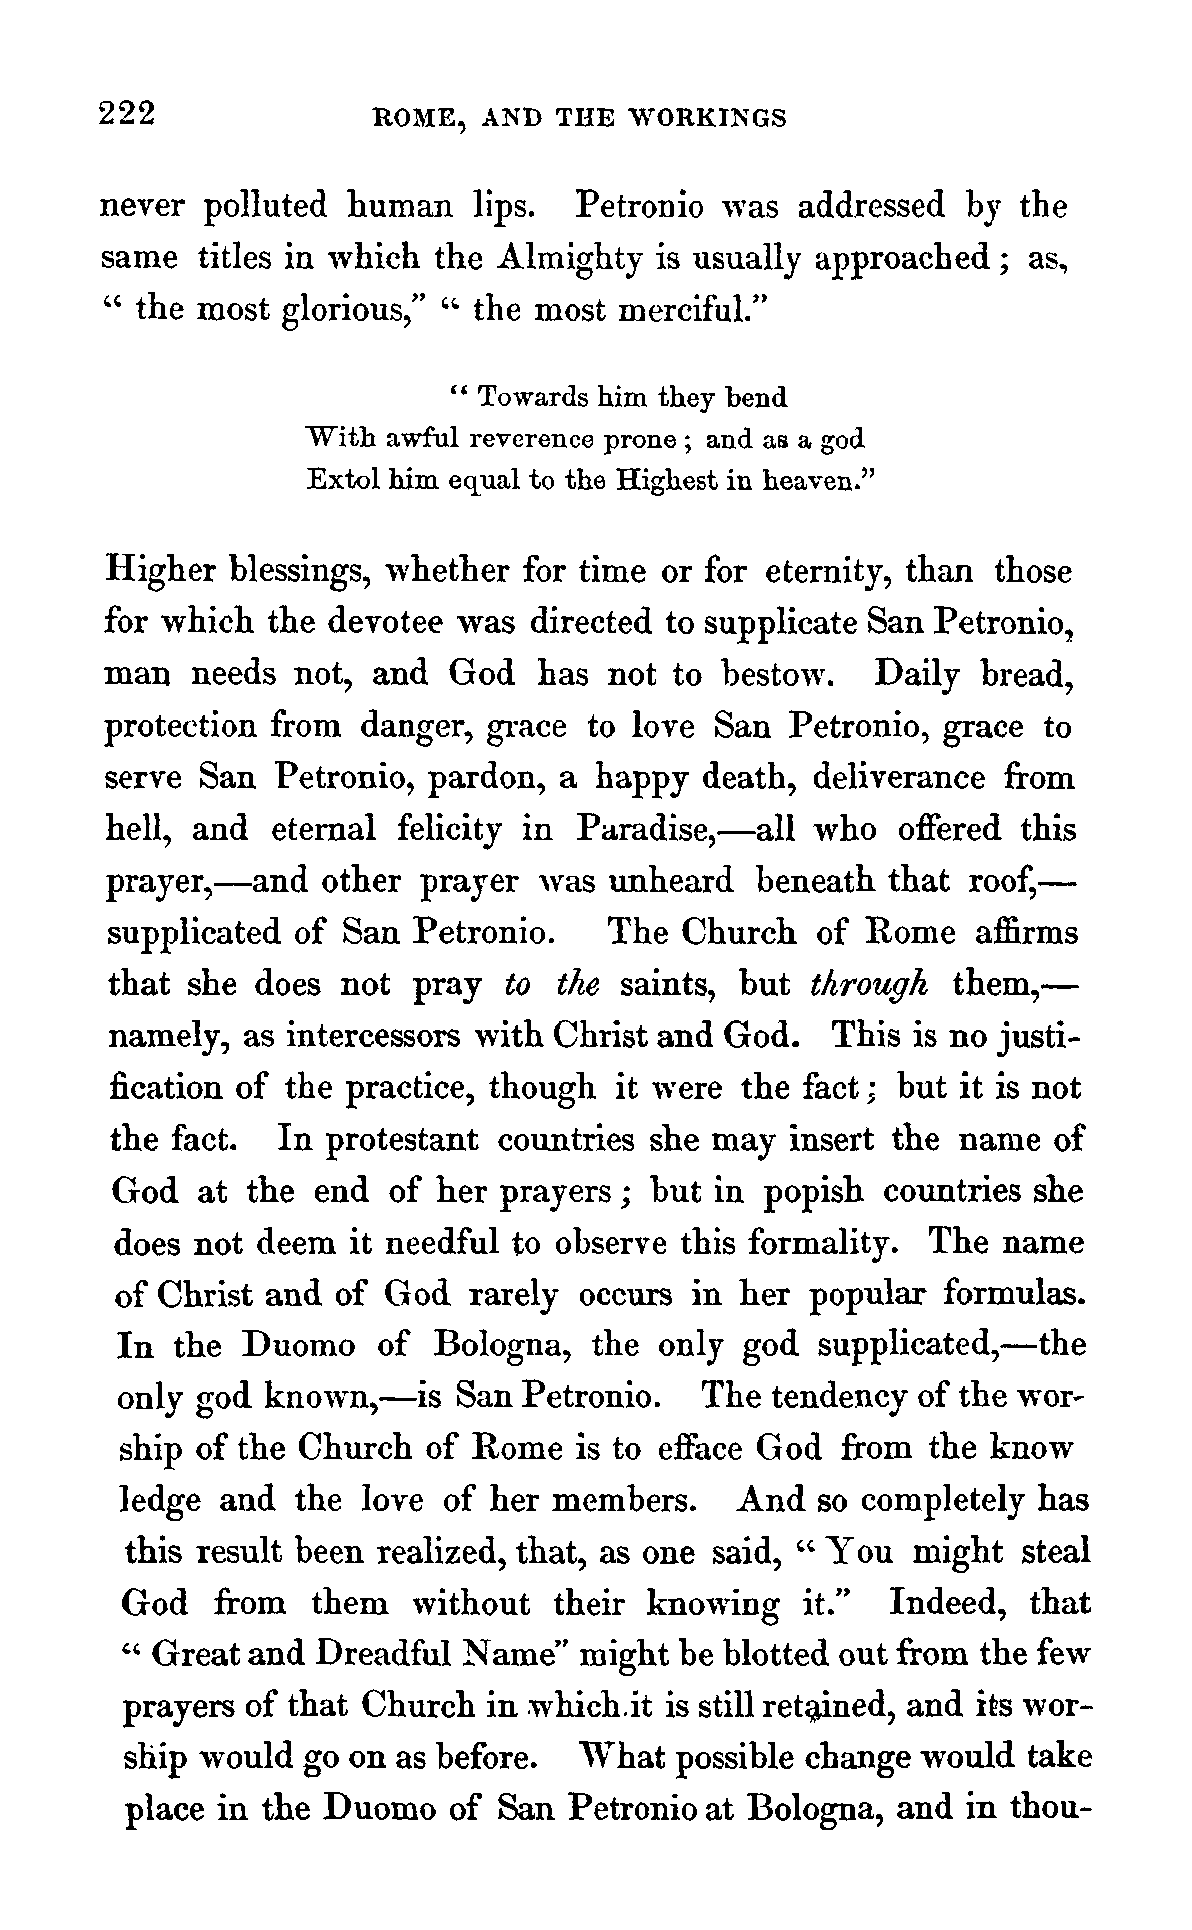 222 ROME, AND THE WORKINGS
never polluted human lips. Petronio was addressed by the
same titles in which the Almighty is usually approached ; as,
“ the most glorious,” “ the most merciful.”
“ Towards him they bend
With awful reverence prone ; and as a god
Extol him equal to the Highest in heaven.”
Higher blessings, whether for time or for eternity, than those
for which the devotee was directed to supplicate San Petronio,
man needs not, and God has not to bestow. Daily bread,
protection from danger, grace to love San Petronio, grace to
serve San Petronio, pardon, a happy death, deliverance from
hell, and eternal felicity in Paradise,—all who offered this
prayer,—and other prayer was unheard beneath that roof,—
supplicated of San Petronio. The Church of Rome affirms
that she does not pray to the saints, but through them,—
namely, as intercessors with Christ and God. This is no justi-
fication of the practice, though it were the fact ; but it is not
the fact. In protestant countries she may insert the name of
God at the end of her prayers ; but in popish countries she
does not deem it needful to observe this formality. The name
of Christ and of God rarely occurs in her popular formulas.
In the Duomo of Bologna, the only god supplicated,—the
only god known,—is San Petronio. The tendency of the wor-
ship of the Church of Rome is to efface God from the know
ledge and the love of her members. And so completely has
this result been realized, that, as one said, “ You might steal
God from them without their knowing it.” Indeed, that
“ Great and Dreadful Name” might be blotted out from the few
prayers of that Church in which it is still retained, and its wor-
ship would go on as before. What possible change would take
place in the Duomo of San Petronio at Bologna, and in thou-